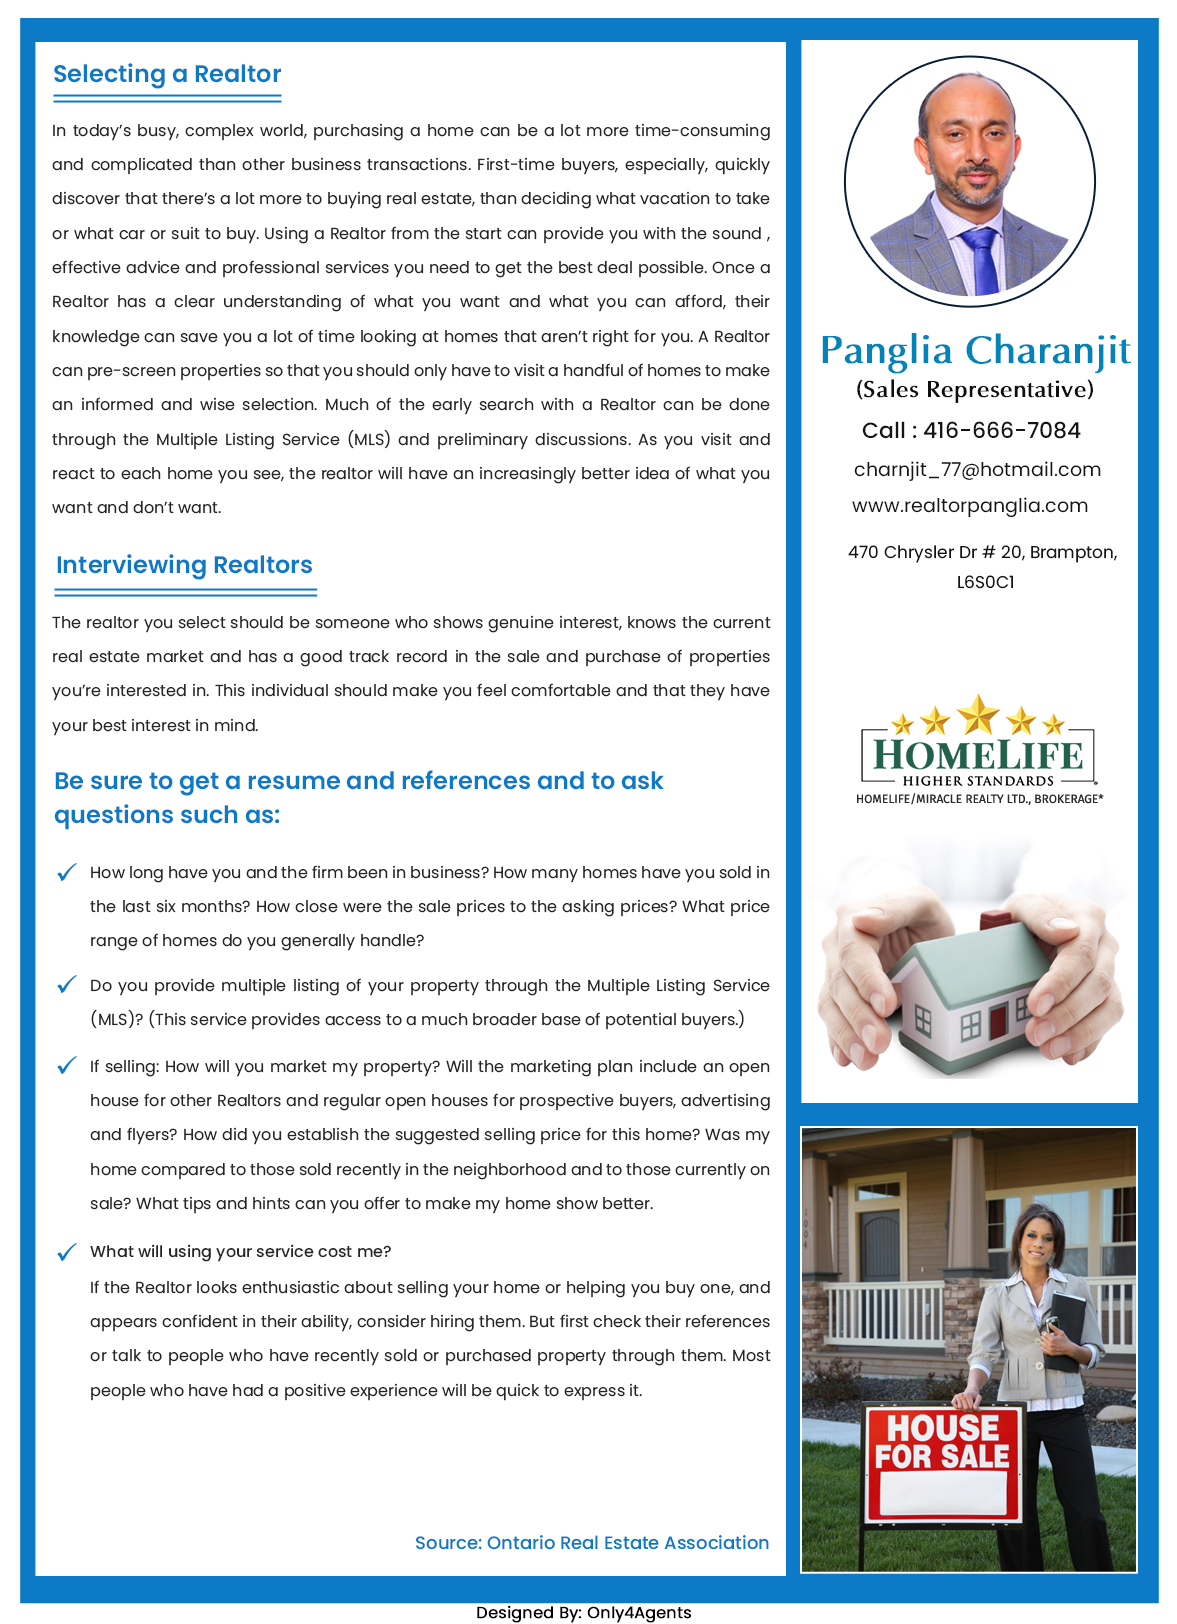 Selecting a Realtor
In today's busy, complex world, purchasing a home can be a lot more time-consuming
and complicated than other business transactions. First-time buyers, especially, quickly
discover that there's a lot more to buying real estate, than deciding what vacation to take
or what car or suit to buy. Using a Realtor from the start can provide you with the sound ,
effective advice and professional services you need to get the best deal possible. Once a
Realtor has a clear understanding of what you want and what you can afford, their
knowledge can save you a lot of time looking at homes that aren't right for you. A Realtor
can pre-screen properties so that you should only have to visit a handful of homes to make
an informed and wise selection. Much of the early search with a Realtor can be done
through the Multiple Listing Service (MLS) and preliminary discussions. As you visit and
react to each home you see, the realtor will have an increasingly better idea of what you
want and don't want.
Interviewing Realtors
The realtor you select should be someone who shows genuine interest, knows the current
real estate market and has a good track record in the sale and purchase of properties
you're interested in. This individual should make you feel comfortable and that they have
your best interest in mind.
Be sure to get a resume and references and to ask
questions such as:
How long have you and the firm been in business? How many homes have you sold in
the last six months? How close were the sale prices to the asking prices? What price
range of homes do you generally handle?
Do you provide multiple listing of your property through the Multiple Listing Service
(MLS)? (This service provides access to a much broader base of potential buyers.)
If selling: How will you market my property? Will the marketing plan include an open
house for other Realtors and regular open houses for prospective buyers, advertising
and flyers? How did you establish the suggested selling price for this home? Was my
home compared to those sold recently in the neighborhood and to those currently on
sale? What tips and hints can you offer to make my home show better.
What will using your service cost me?
If the Realtor looks enthusiastic about selling your home or helping you buy one, and
appears confident in their ability, consider hiring them. But first check their references
or talk to people who have recently sold or purchased property through them. Most
people who have had a positive experience will be quick to express it.
Source: Ontario Real Estate Association
Panglia Charanjit
(Sales Representative)
Call : 416-666-7084
charnjit_77@hotmail.com
www.realtorpanglia.com
470 Chrysler Dr # 20, Brampton,
L6S0C1
HOMELIFE
HIGHER STANDARDS
HOMELIFE/MIRACLE REALTY LTD., BROKERAGE*
1004
HOUSE
FOR SALE
Designed By: Only4Agents